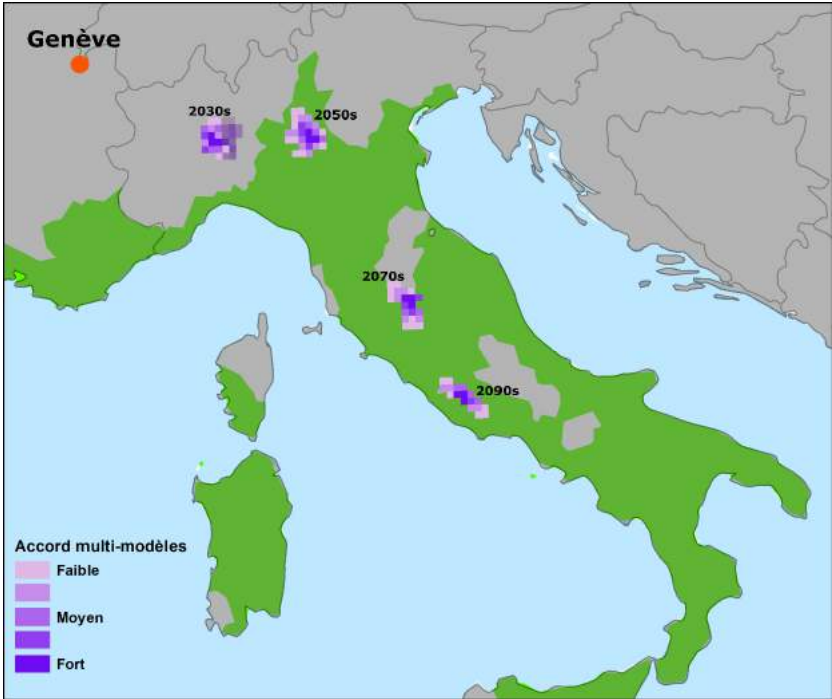 Genève
2030s
2050s
2070s
2090s
Accord multi-modèles
Faible
Moyen
Fort